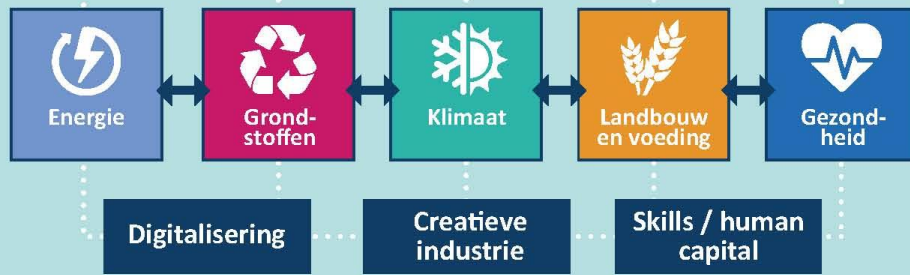 Energie
Grond-
stoffen
Klimaat
Landbouw
en voeding
Gezond-
heid
Digitalisering
Creatieve
industrie
Skills / human
capital